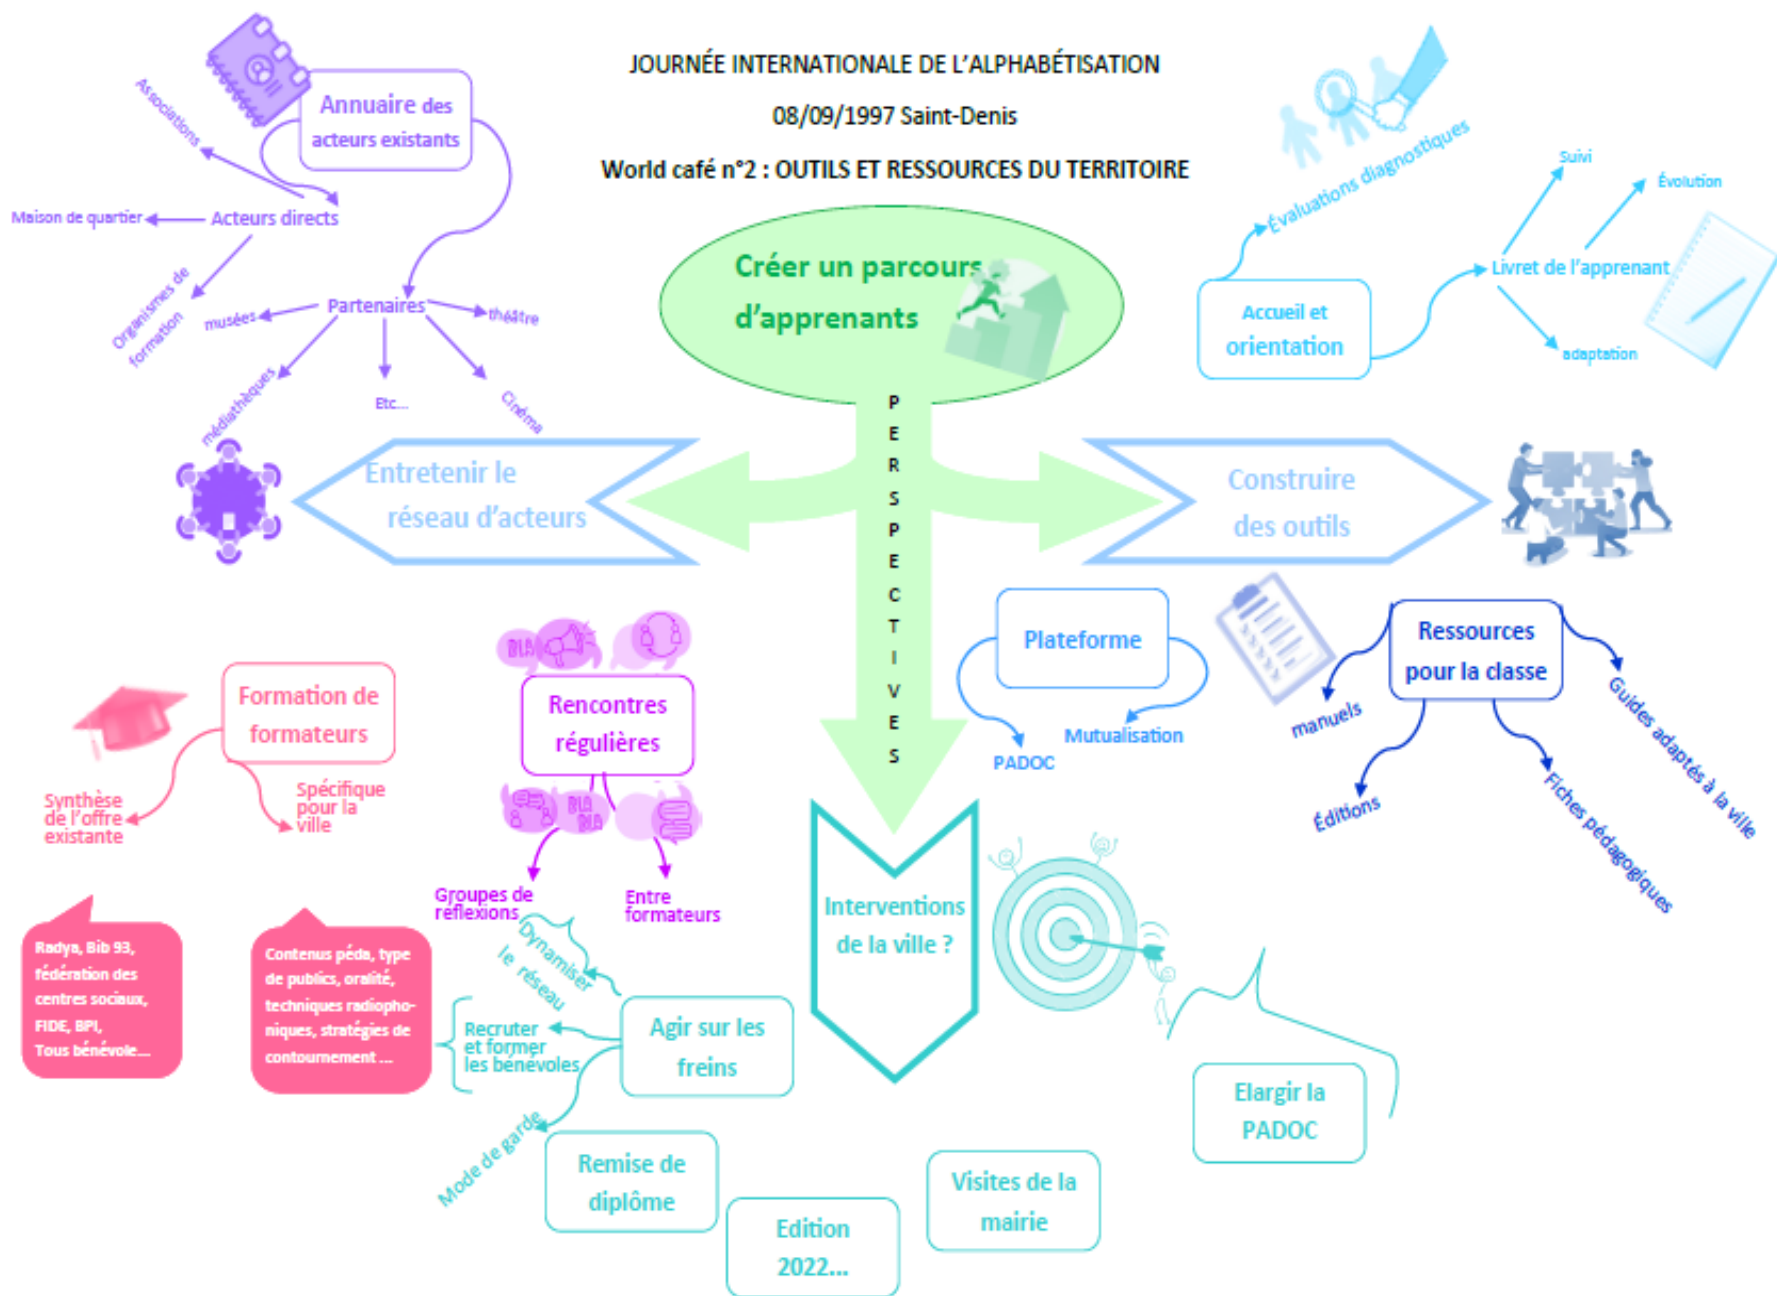 JOURNÉE INTERNATIONALE DE L'ALPHABÉTISATION
08/09/1997 Saint-Denis
World café n°2 : OUTILS ET RESSOURCES DU TERRITOIRE
Créer un parcours
d'apprenants
PERSPECTIVES
Annuaire des
acteurs existants
Associations
Maison de quartier
Acteurs directs
Organismes de
formation
Partenaires
musées
théâtre
médiathèques
Etc...
Cinéma
Évaluations diagnostiques
Accueil et
orientation
Suivi
Évolution
Livret de l'apprenant
adaptation
Entretenir le
réseau d'acteurs
Construire
des outils
Formation de
formateurs
Synthèse
de l'offre
existante
Spécifique
pour la
ville
Radya, Bib 93,
fédération des
centres sociaux,
FIDE, BPI,
Tous bénévole...
Contenus péda, type
de publics, oralité,
techniques radiopho-
niques, stratégies de
contournement ...
BLA
Rencontres
régulières
BLA
BLA
Groupes de
réflexions
Entre
formateurs
Plateforme
PADOC
Mutualisation
Ressources
pour la classe
manuels
Éditions
Fiches pédagogiques
Guides adaptés à la ville
Interventions
de la ville ?
Dynamiser
le réseau
Recruter
et former
les bénévoles
Agir sur les
freins
Mode de garde
Remise de
diplôme
Edition
2022...
Visites de la
mairie
Elargir la
PADOC